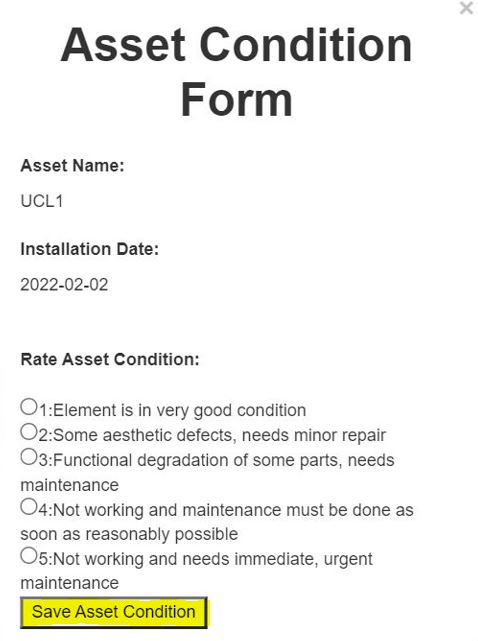 Asset Condition
Form
Asset Name:
UCL1
Installation Date:
2022-02-02
Rate Asset Condition:
1:Element is in very good condition
2:Some aesthetic defects, needs minor repair
3:Functional degradation of some parts, needs
maintenance
4:Not working and maintenance must be done as
soon as reasonably possible
5:Not working and needs immediate, urgent
maintenance
Save Asset Condition